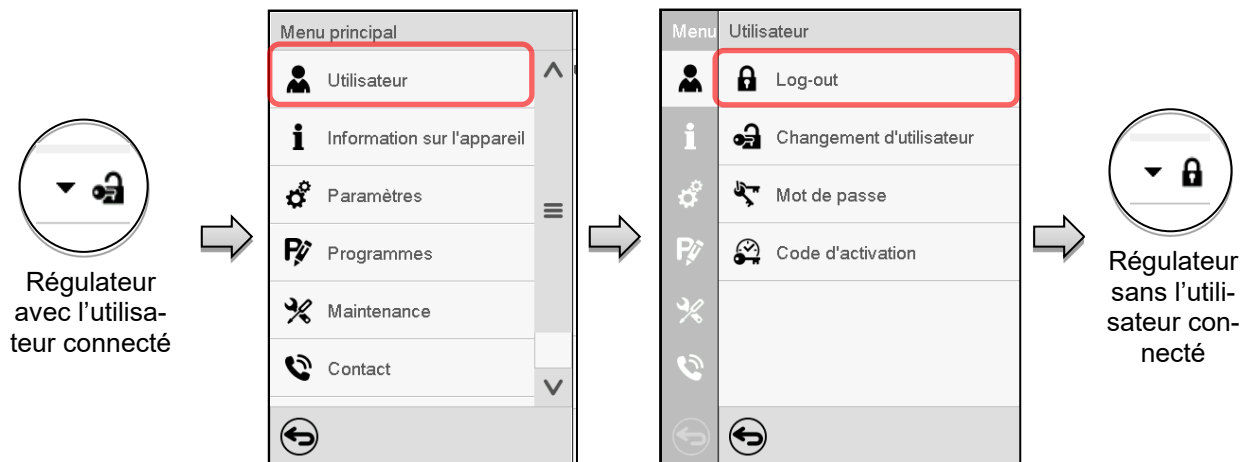 Régulateur
avec l’utilisa-
teur connecté
Menu principal
Utilisateur
Information sur l'appareil
Paramètres
Programmes
Maintenance
Contact
Menu
Utilisateur
Log-out
Changement d'utilisateur
Mot de passe
Code d'activation
Régulateur
sans l’utili-
sateur con-
necté